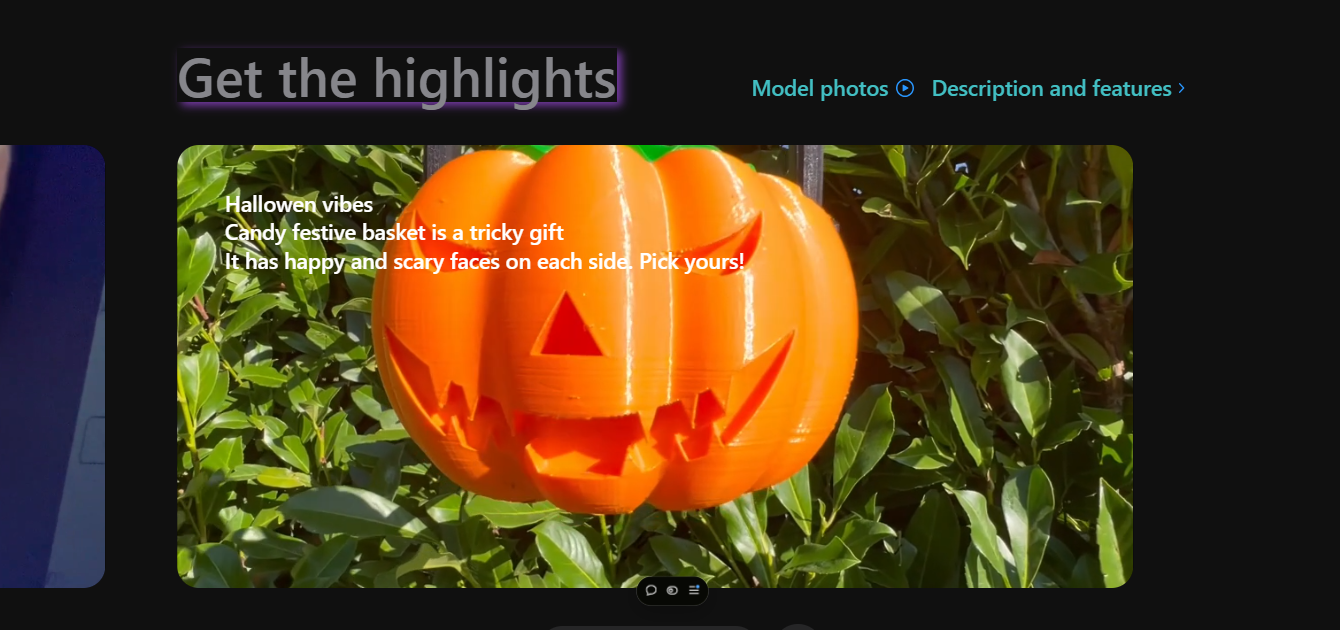 Get the highlights
Model photos
Description and features
Hallowen vibes
Candy festive basket is a tricky gift
It has happy and scary faces on each side. Pick yours!